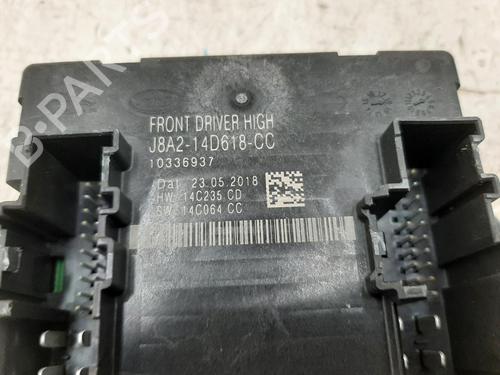 B-PARTS
FRONT DRIVER HIGH
J8A2-14D618-CC
10336937
Dat 23.05.2018
HW 14C235 CD
SW 14C064 CC